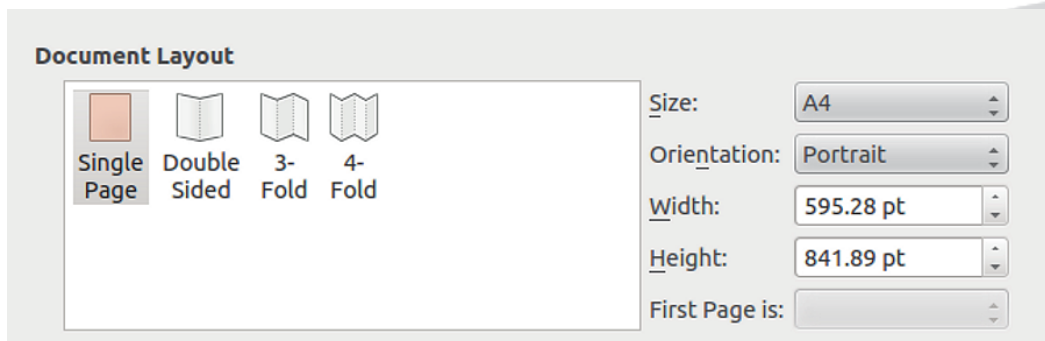 Document Layout
Single Page
Double Sided
3-Fold
4-Fold
Size: A4
Orientation: Portrait
Width: 595.28 pt
Height: 841.89 pt
First Page is: